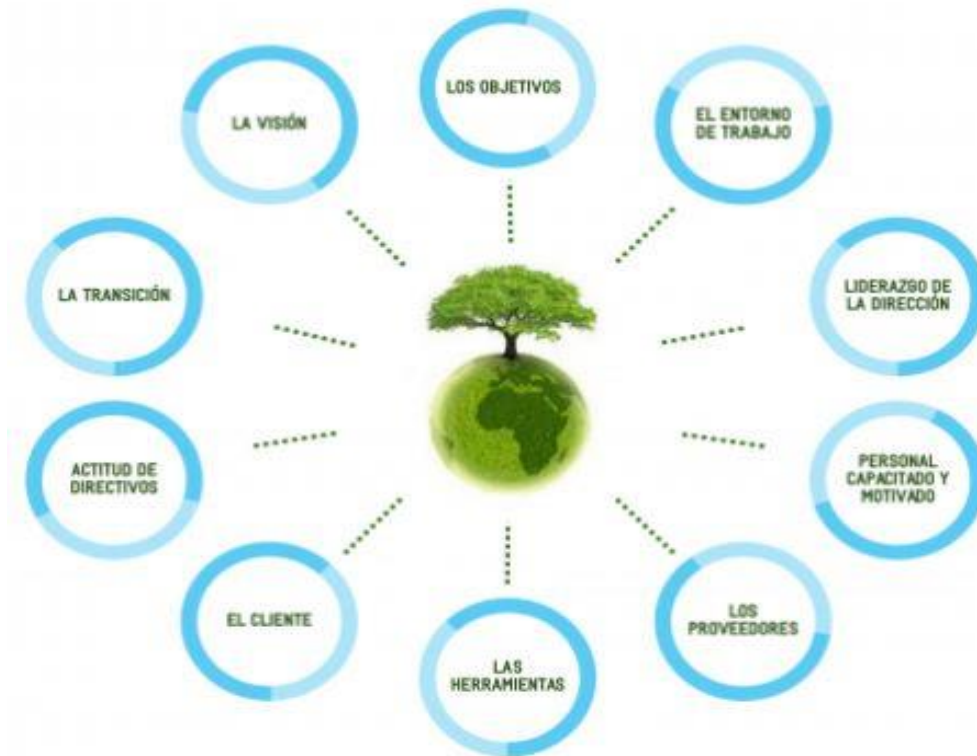 LOS OBJETIVOS
LA VISIÓN
EL ENTORNO
DE TRABAJO
LA TRANSICIÓN
LIDERAZGO DE
LA DIRECCIÓN
ACTITUD DE
DIRECTIVOS
PERSONAL
CAPACITADO Y
MOTIVADO
EL CLIENTE
LOS
PROVEEDORES
LAS
HERRAMIENTAS